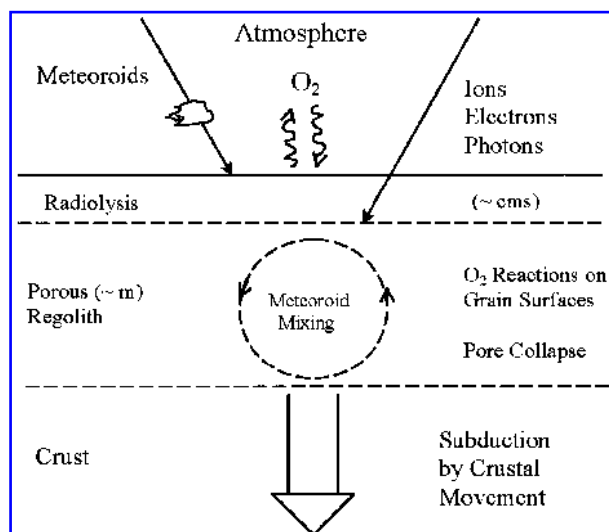 Atmosphere
Meteoroids
O2
Ions
Electrons
Photons
Radiolysis
(~ cms)
Porous (~ m)
Regolith
Meteoroid
Mixing
O2 Reactions on
Grain Surfaces
Pore Collapse
Crust
Subduction
by Crustal
Movement